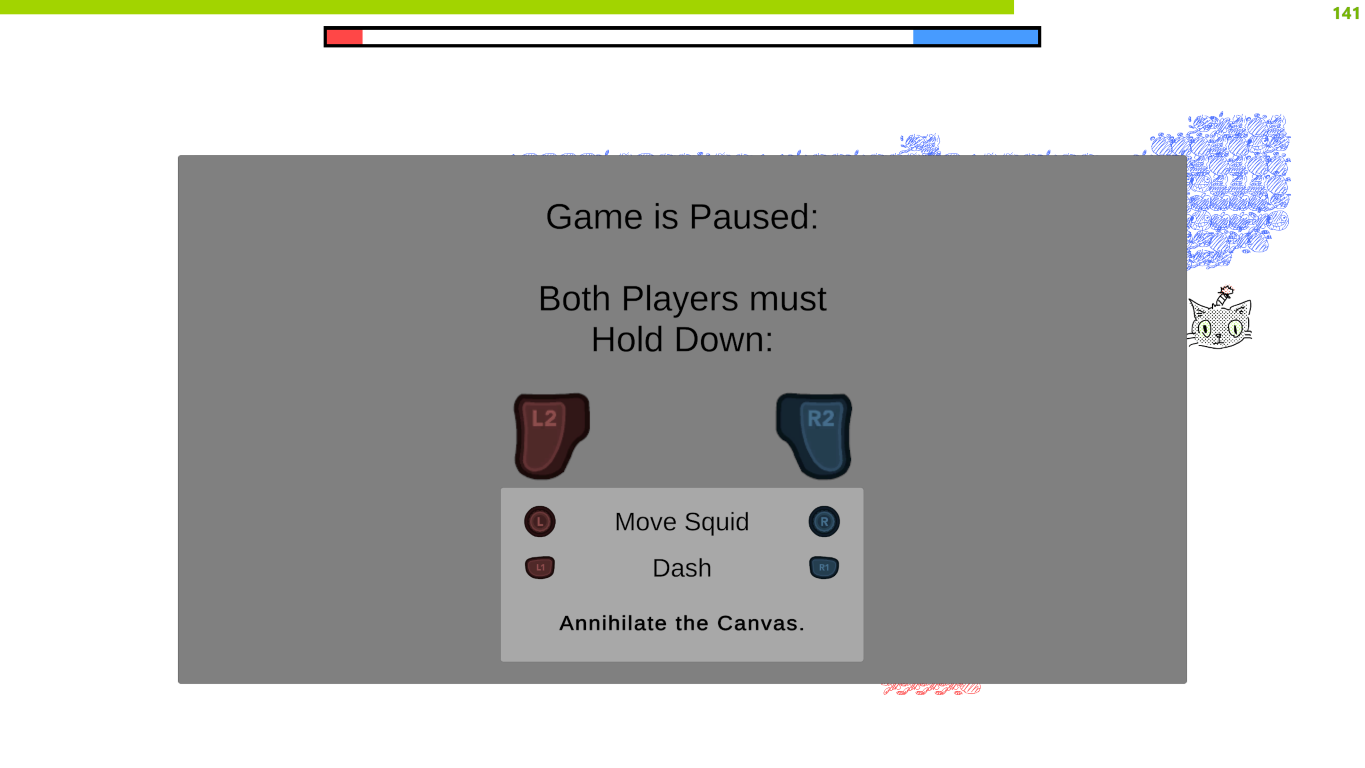 141
Game is Paused:
Both Players must
Hold Down:
L2 R2
L Move Squid R
L1 Dash R1
Annihilate the Canvas.